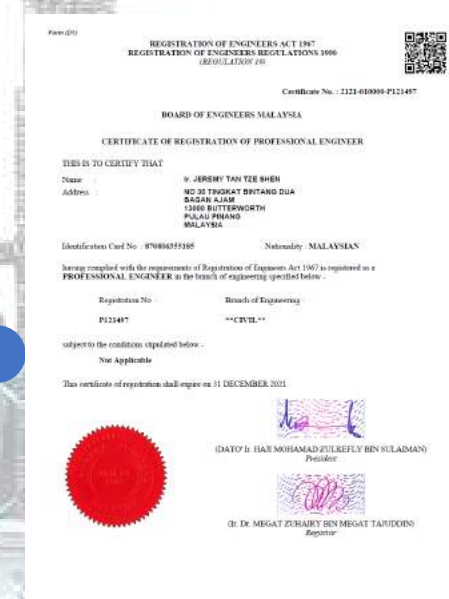 Form (D1)
REGISTRATION OF ENGINEERS ACT 1967
REGISTRATION OF ENGINEERS REGULATIONS 1990
(REGULATION 19)
Certificate No. : 2121-010000-P121497
BOARD OF ENGINEERS MALAYSIA
CERTIFICATE OF REGISTRATION OF PROFESSIONAL ENGINEER
THIS IS TO CERTIFY THAT
Name : Ir. JEREMY TAN TZE SHEN
Address : NO 30 TINGKAT BINTANG DUA
BAGAN AJAM
13000 BUTTERWORTH
PULAU PINANG
MALAYSIA
Identification Card No : Nationality : MALAYSIAN
having complied with the requirements of Registration of Engineers Act 1967 is registered as a
PROFESSIONAL ENGINEER in the branch of engineering specified below -
Registration No : Branch of Engineering :
P121497 **CIVIL**
subject to the conditions stipulated below -
Not Applicable
This certificate of registration shall expire on 31 DECEMBER 2021
(DATO' Ir. HAJI MOHAMAD ZULKEFLY BIN SULAIMAN)
President
(Ir. Dr. MEGAT ZUHAIRY BIN MEGAT TAJUDDIN)
Registrar